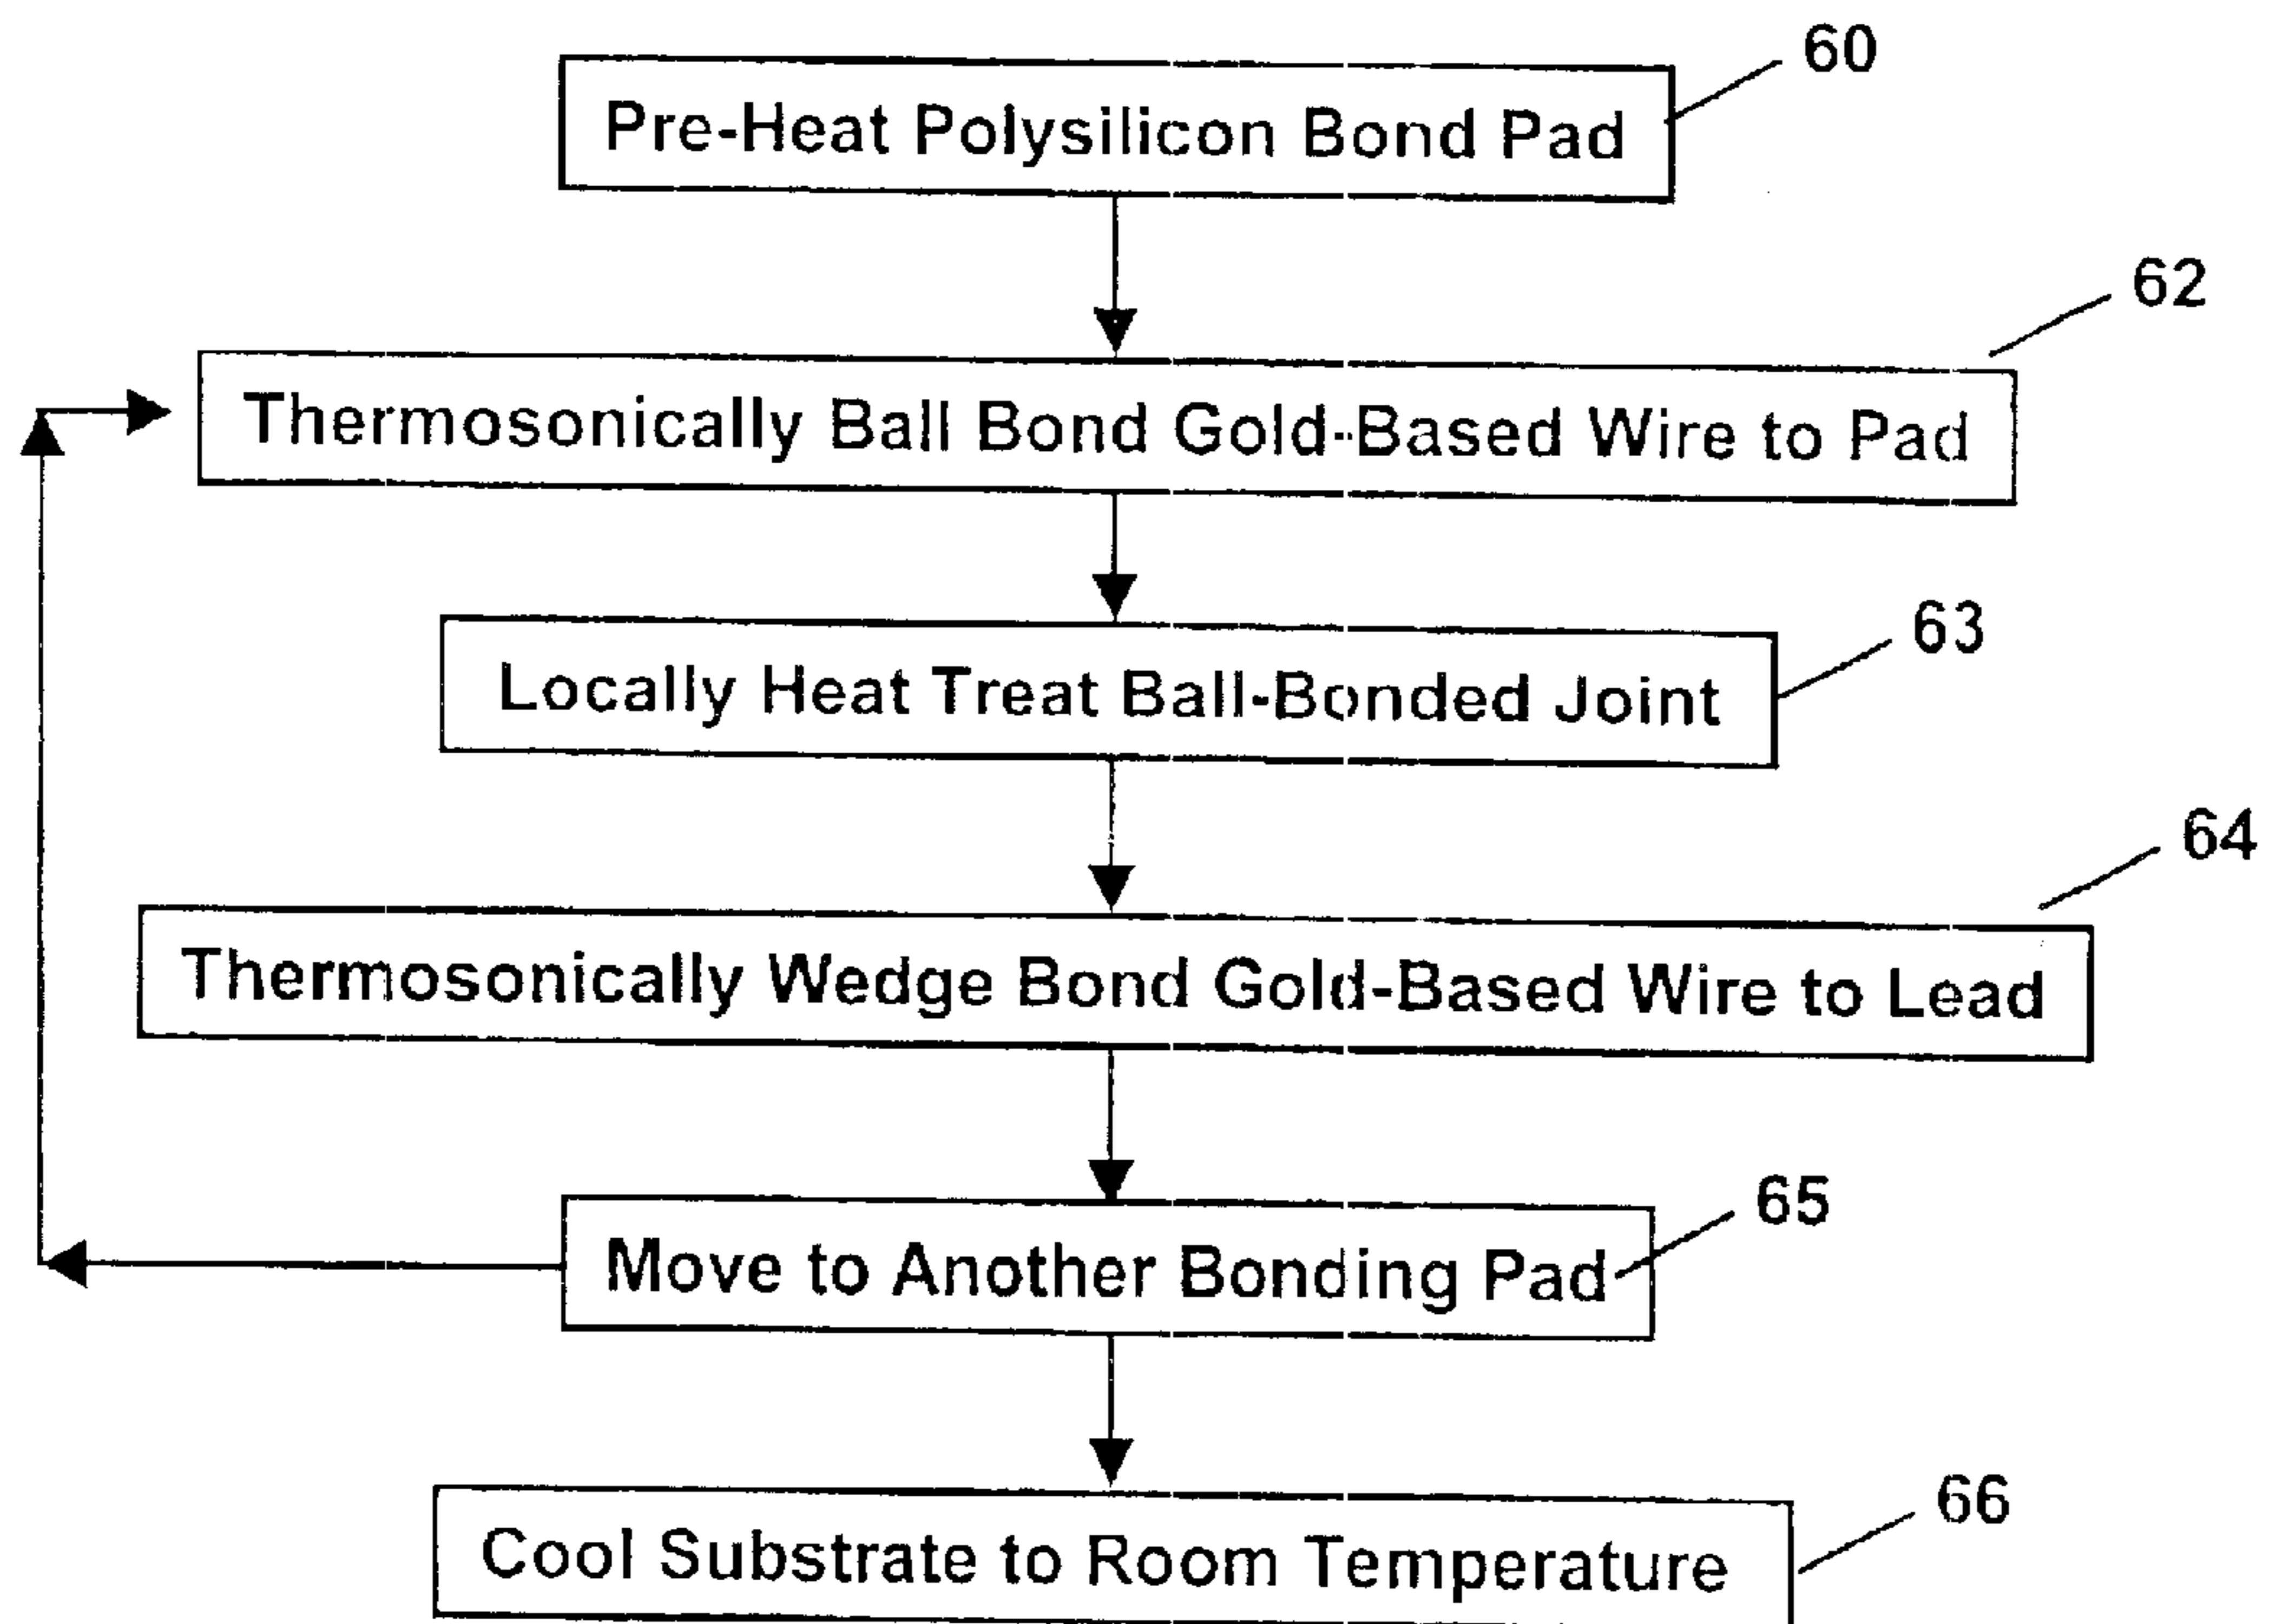 60
Pre-Heat Polysilicon Bond Pad
62
Thermosonically Ball Bond Gold-Based Wire to Pad
63
Locally Heat Treat Ball-Bonded Joint
64
Thermosonically Wedge Bond Gold-Based Wire to Lead
65
Move to Another Bonding Pad
66
Cool Substrate to Room Temperature